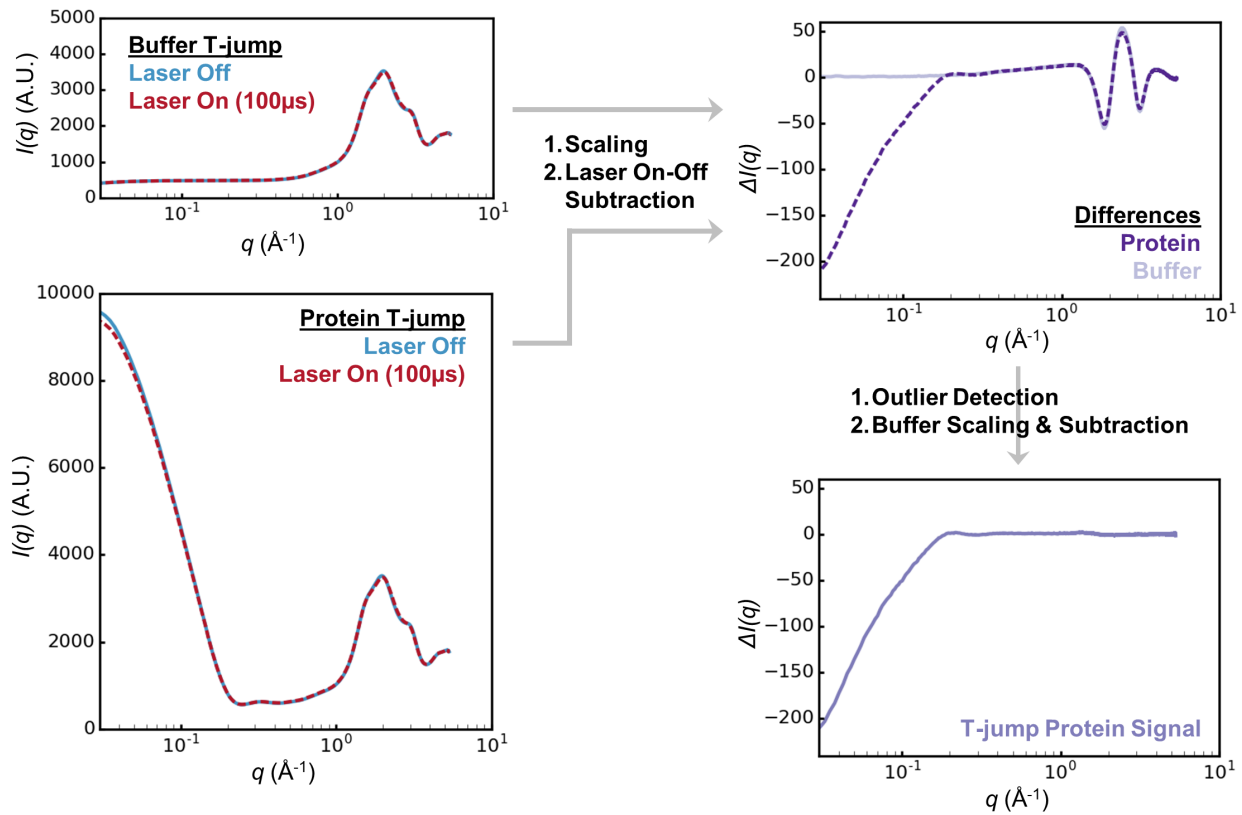 5000
4000
3000
2000
1000
0
I(q) (A.U.)
Buffer T-jump
Laser Off
Laser On (100µs)
10⁻¹
10⁰
10¹
q (Å⁻¹)
1. Scaling
2. Laser On-Off
Subtraction
50
0
−50
−100
−150
−200
ΔI(q)
Differences
Protein
Buffer
10⁻¹
10⁰
10¹
q (Å⁻¹)
10000
8000
6000
4000
2000
0
I(q) (A.U.)
Protein T-jump
Laser Off
Laser On (100µs)
10⁻¹
10⁰
10¹
q (Å⁻¹)
1. Outlier Detection
2. Buffer Scaling & Subtraction
50
0
−50
−100
−150
−200
ΔI(q)
T-jump Protein Signal
10⁻¹
10⁰
10¹
q (Å⁻¹)